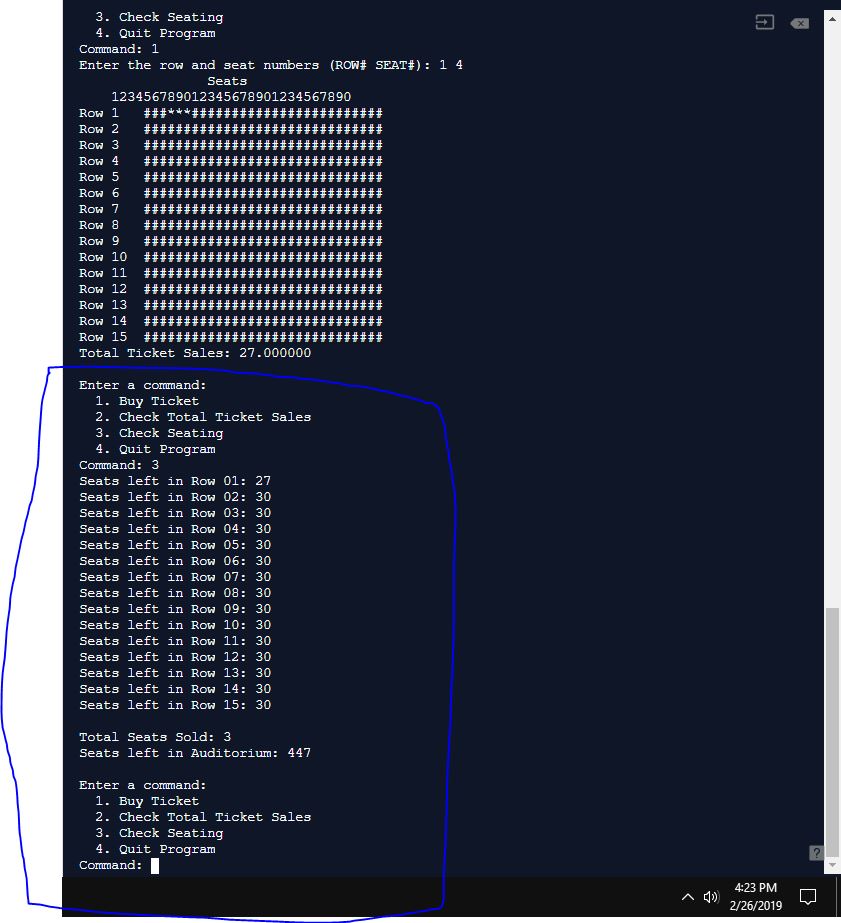 3. Check Seating
  4. Quit Program
Command: 1
Enter the row and seat numbers (ROW# SEAT#): 1 4
                Seats
    123456789012345678901234567890
Row 1   ###***########################
Row 2   ##############################
Row 3   ##############################
Row 4   ##############################
Row 5   ##############################
Row 6   ##############################
Row 7   ##############################
Row 8   ##############################
Row 9   ##############################
Row 10  ##############################
Row 11  ##############################
Row 12  ##############################
Row 13  ##############################
Row 14  ##############################
Row 15  ##############################
Total Ticket Sales: 27.000000
Enter a command:
  1. Buy Ticket
  2. Check Total Ticket Sales
  3. Check Seating
  4. Quit Program
Command: 3
Seats left in Row 01: 27
Seats left in Row 02: 30
Seats left in Row 03: 30
Seats left in Row 04: 30
Seats left in Row 05: 30
Seats left in Row 06: 30
Seats left in Row 07: 30
Seats left in Row 08: 30
Seats left in Row 09: 30
Seats left in Row 10: 30
Seats left in Row 11: 30
Seats left in Row 12: 30
Seats left in Row 13: 30
Seats left in Row 14: 30
Seats left in Row 15: 30
Total Seats Sold: 3
Seats left in Auditorium: 447
Enter a command:
  1. Buy Ticket
  2. Check Total Ticket Sales
  3. Check Seating
  4. Quit Program
Command:
?
4:23 PM
2/26/2019